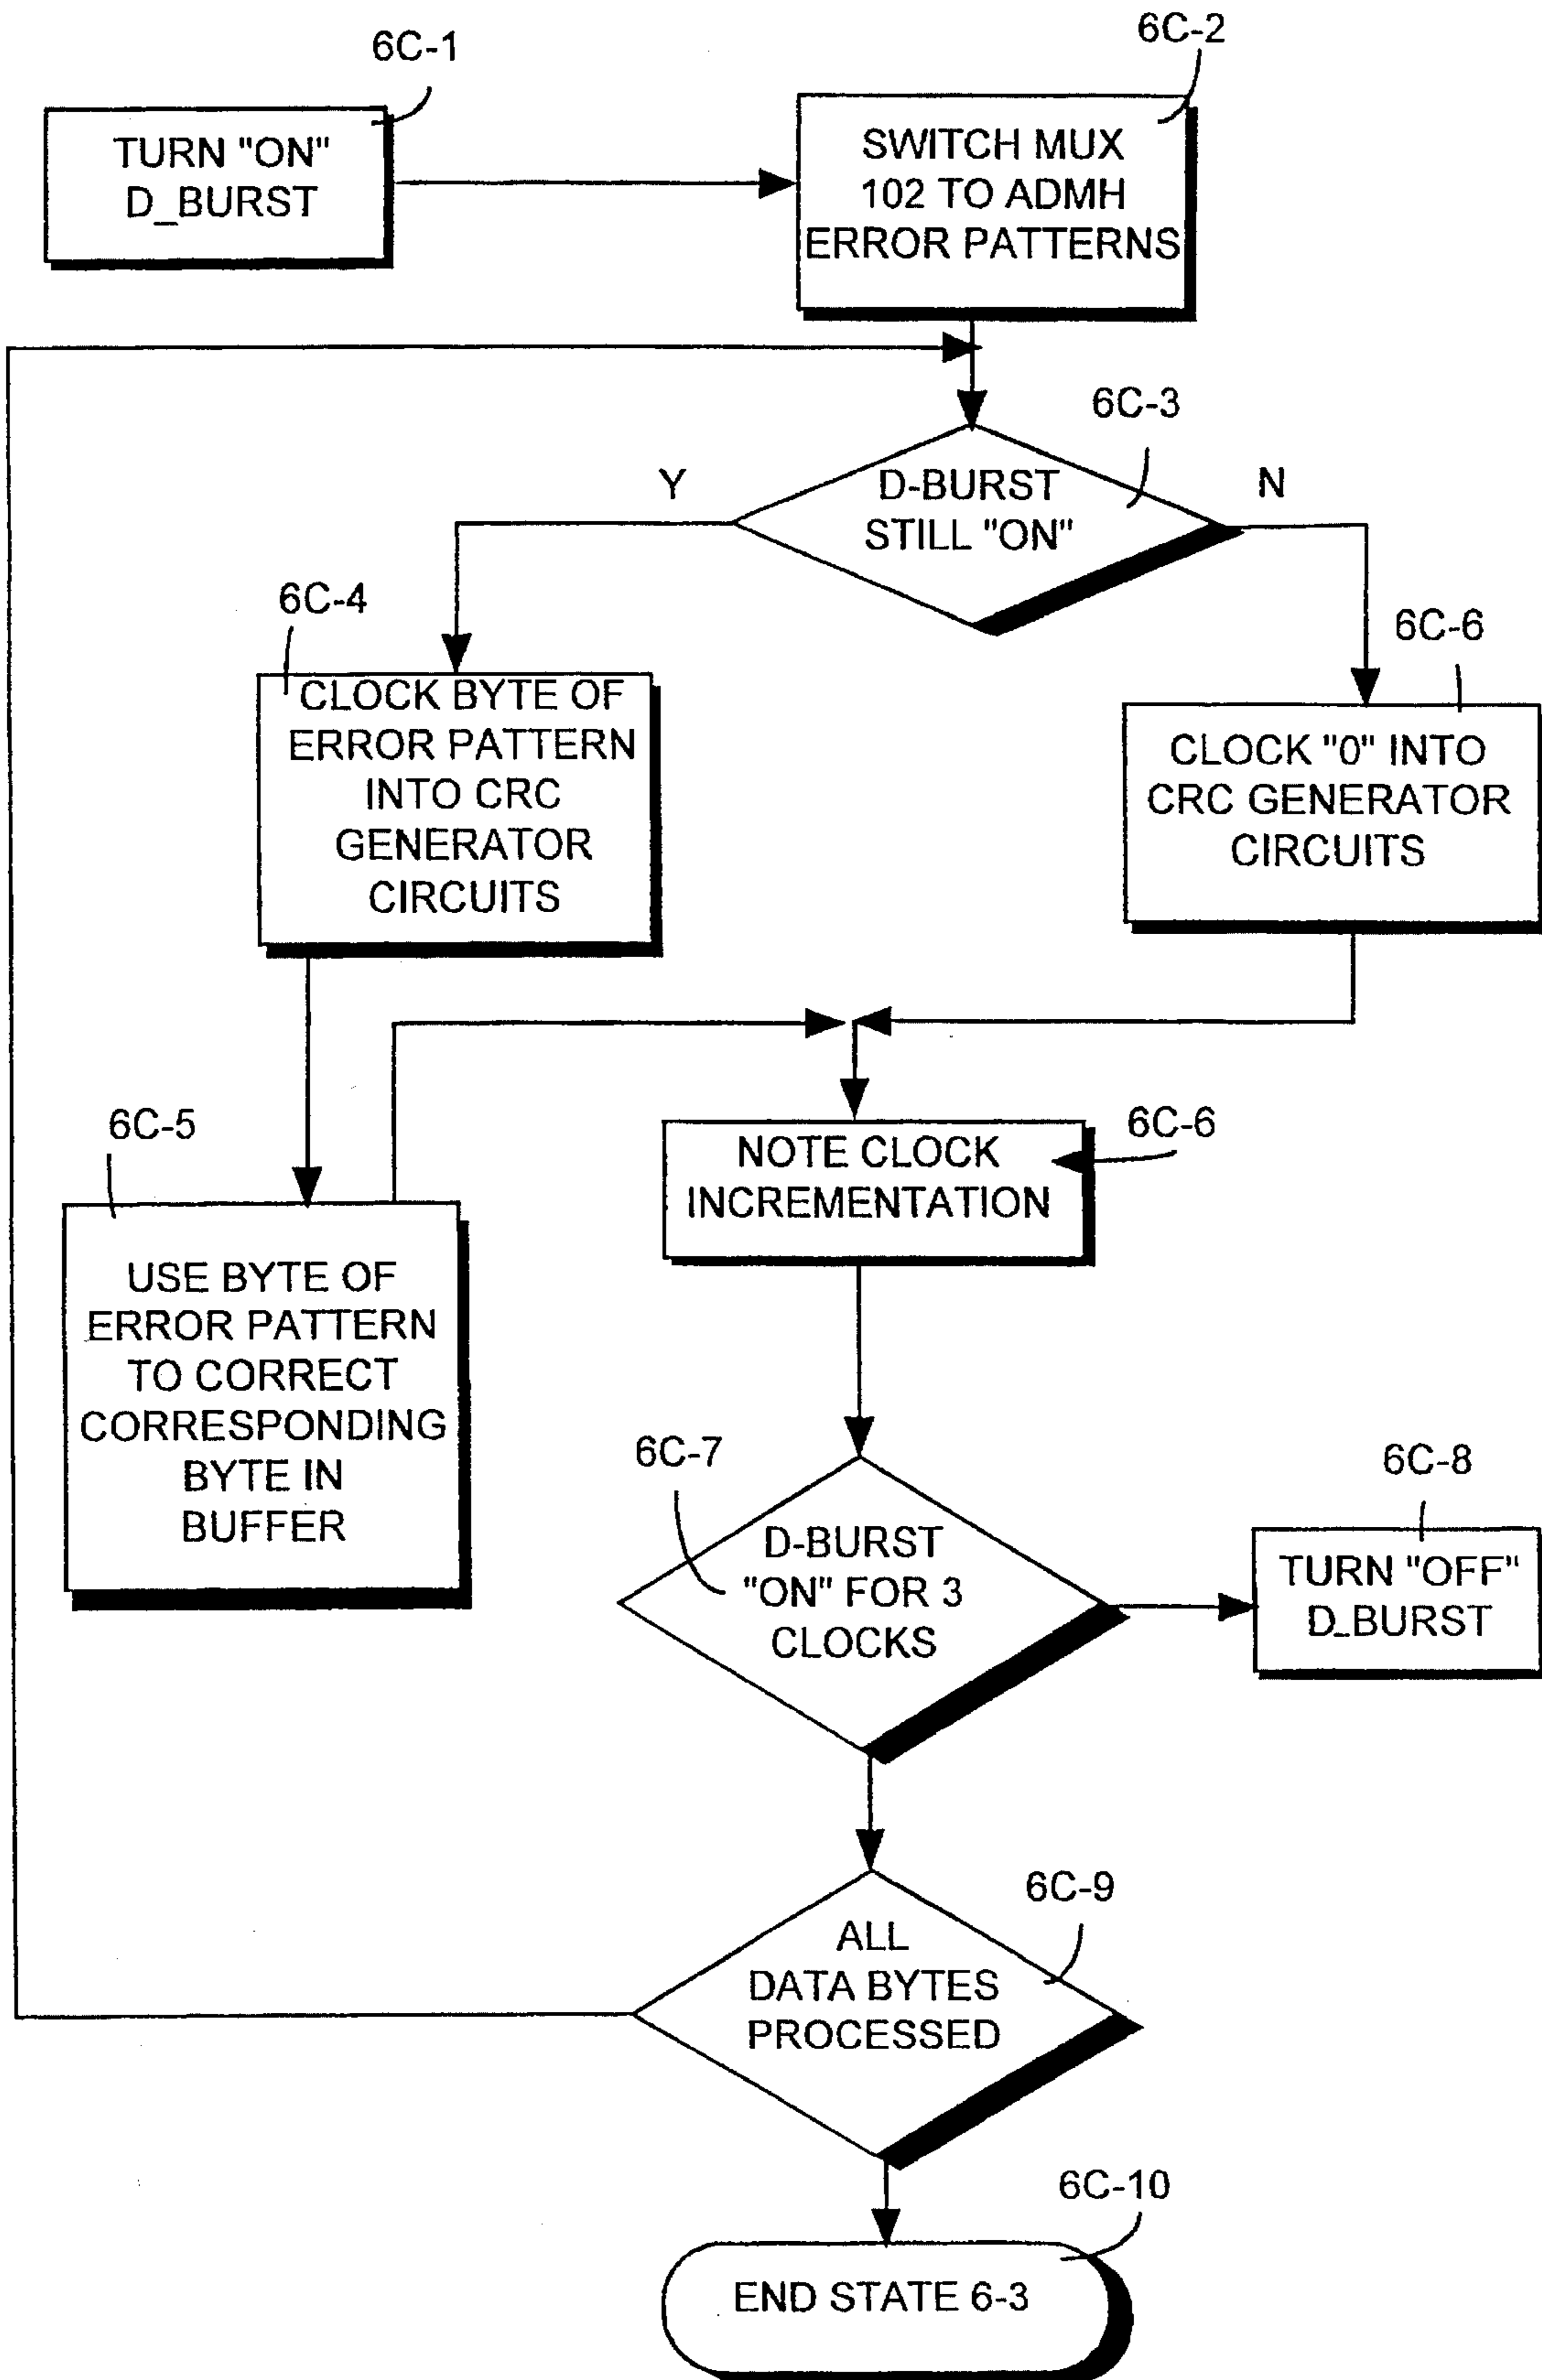 6C-1
6C-2
TURN "ON"
D_BURST
SWITCH MUX
102 TO ADMH
ERROR PATTERNS
6C-3
Y
D-BURST
STILL "ON"
N
6C-4
6C-6
CLOCK BYTE OF
ERROR PATTERN
INTO CRC
GENERATOR
CIRCUITS
CLOCK "0" INTO
CRC GENERATOR
CIRCUITS
6C-5
6C-6
NOTE CLOCK
INCREMENTATION
USE BYTE OF
ERROR PATTERN
TO CORRECT
CORRESPONDING
BYTE IN
BUFFER
6C-7
6C-8
D-BURST
"ON" FOR 3
CLOCKS
TURN "OFF"
D_BURST
6C-9
ALL
DATA BYTES
PROCESSED
6C-10
END STATE 6-3